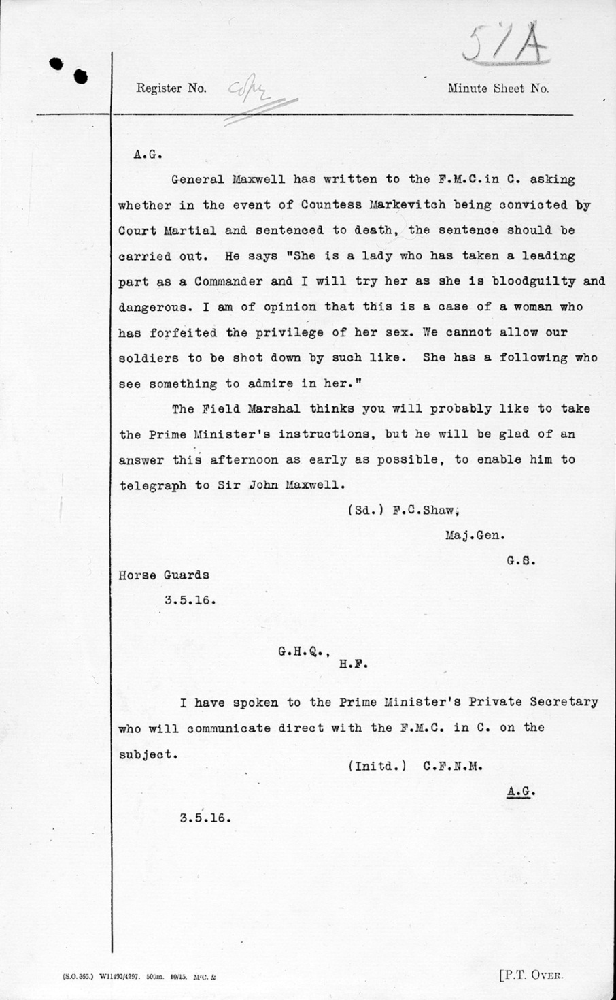 57A
Register No. Copy Minute Sheet No.
A.G.
General Maxwell has written to the F.M.C.in C. asking
whether in the event of Countess Markevitch being convicted by
Court Martial and sentenced to death, the sentence should be
carried out. He says "She is a lady who has taken a leading
part as a Commander and I will try her as she is bloodguilty and
dangerous. I am of opinion that this is a case of a woman who
has forfeited the privilege of her sex. We cannot allow our
soldiers to be shot down by such like. She has a following who
see something to admire in her."
The Field Marshal thinks you will probably like to take
the Prime Minister's instructions, but he will be glad of an
answer this afternoon as early as possible, to enable him to
telegraph to Sir John Maxwell.
(Sd.) F.C.Shaw,
Maj.Gen.
G.S.
Horse Guards
3.5.16.
G.H.Q.,
H.F.
I have spoken to the Prime Minister's Private Secretary
who will communicate direct with the F.M.C. in C. on the
subject.
(Initd.) C.F.N.M.
A.G.
3.5.16.
(S.O. 365.) W11493/4297. 500m. 10/15. McC. &
[P.T. OVER.